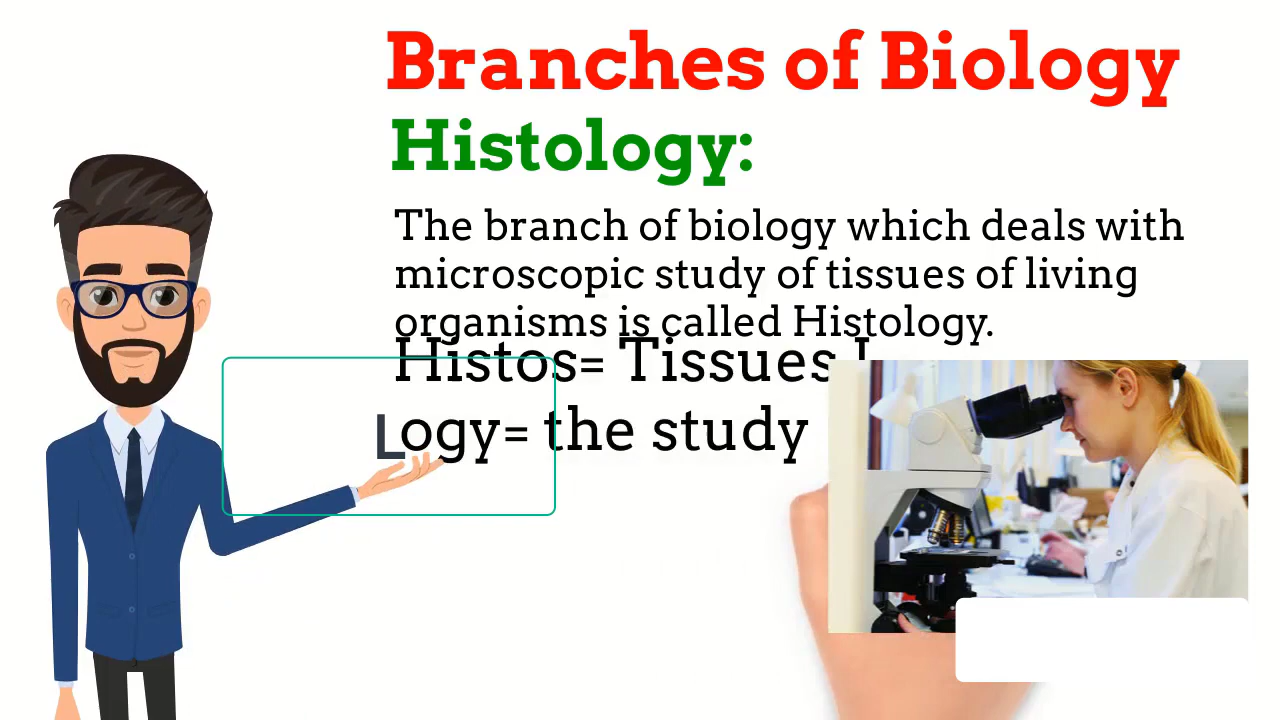 Branches of Biology
Histology:
The branch of biology which deals with
microscopic study of tissues of living
organisms is called Histology.
Histos= Tissues
Logy= the study